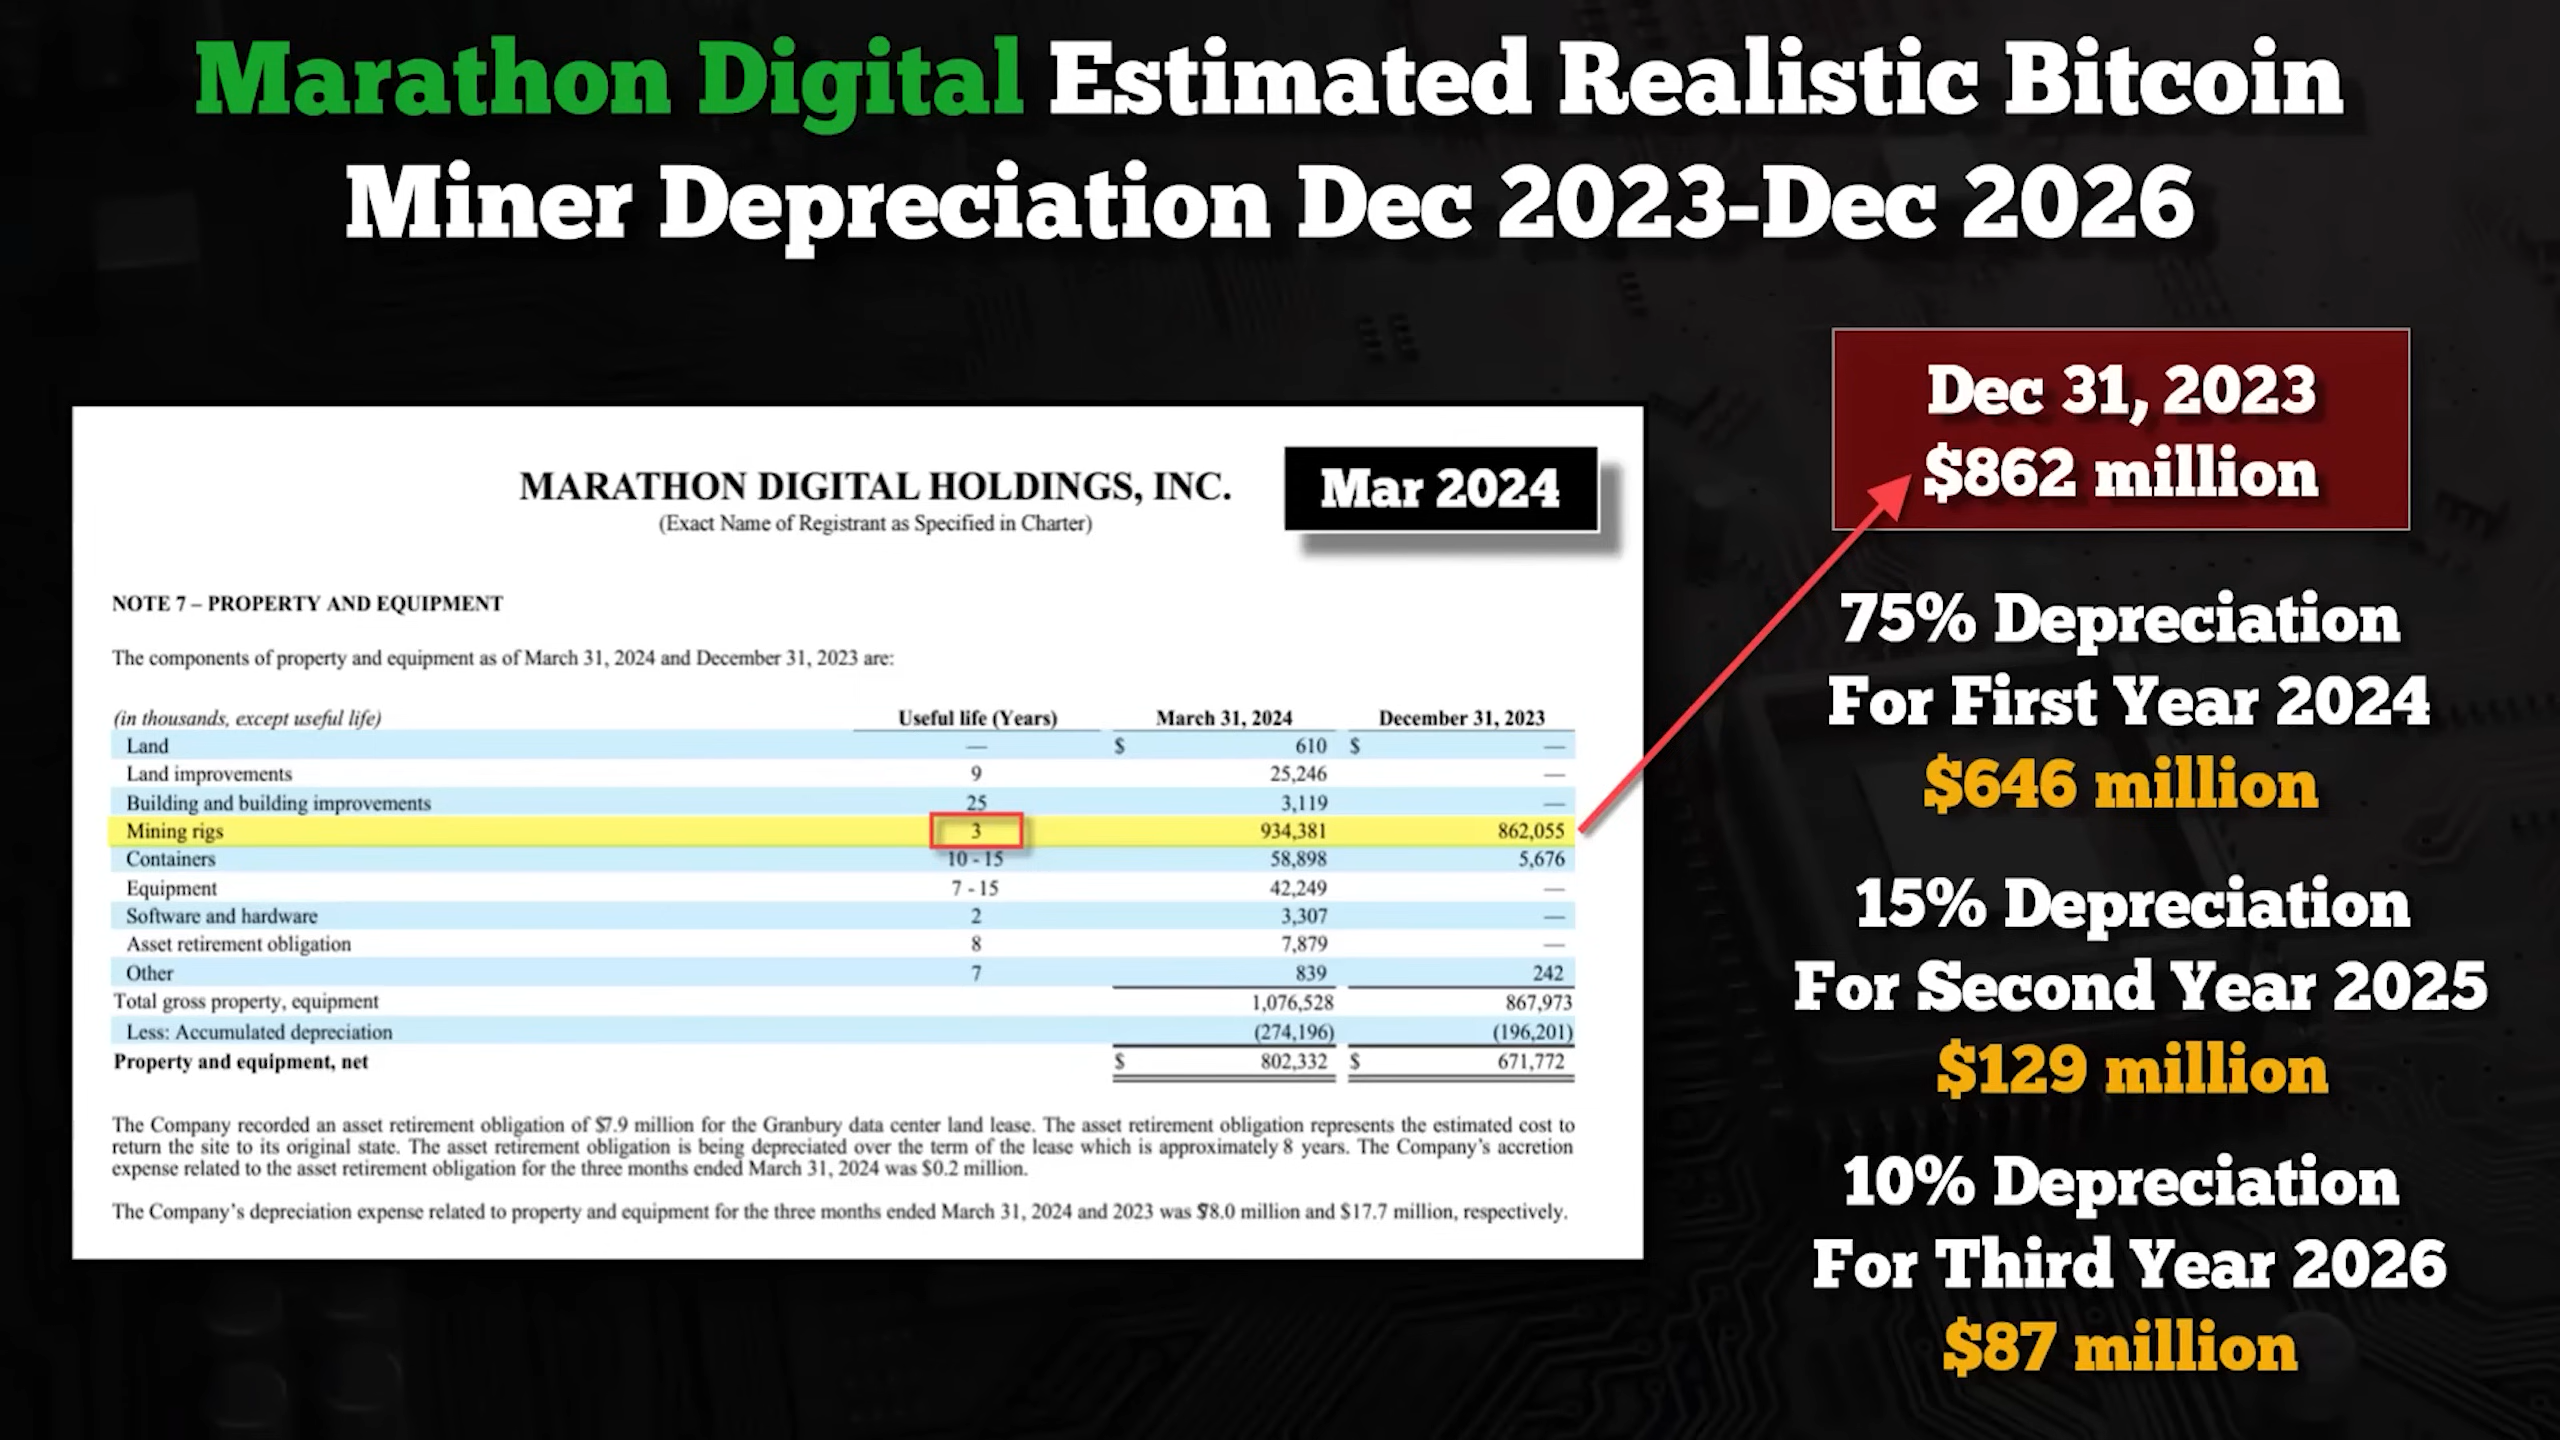 Marathon Digital Estimated Realistic Bitcoin
Miner Depreciation Dec 2023-Dec 2026
MARATHON DIGITAL HOLDINGS, INC.
(Exact Name of Registrant as Specified in Charter)
Mar 2024
NOTE 7 – PROPERTY AND EQUIPMENT
The components of property and equipment as of March 31, 2024 and December 31, 2023 are:
(in thousands, except useful life) Useful life (Years) March 31, 2024 December 31, 2023
Land — $ 610 $ —
Land improvements 9 25,246 —
Building and building improvements 25 3,119 —
Mining rigs 3 934,381 862,055
Containers 10 - 15 58,898 5,676
Equipment 7 - 15 42,249 —
Software and hardware 2 3,307 —
Asset retirement obligation 8 7,879 —
Other 7 839 242
Total gross property, equipment 1,076,528 867,973
Less: Accumulated depreciation (274,196) (196,201)
Property and equipment, net $ 802,332 $ 671,772
The Company recorded an asset retirement obligation of $7.9 million for the Granbury data center land lease. The asset retirement obligation represents the estimated cost to
return the site to its original state. The asset retirement obligation is being depreciated over the term of the lease which is approximately 8 years. The Company's accretion
expense related to the asset retirement obligation for the three months ended March 31, 2024 was $0.2 million.
The Company's depreciation expense related to property and equipment for the three months ended March 31, 2024 and 2023 was $78.0 million and $17.7 million, respectively.
Dec 31, 2023
$862 million
75% Depreciation
For First Year 2024
$646 million
15% Depreciation
For Second Year 2025
$129 million
10% Depreciation
For Third Year 2026
$87 million